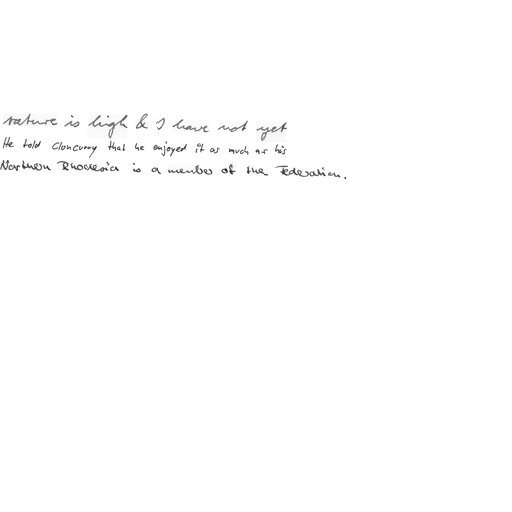 rature is high & I have not yet
He told Cloncurry that he enjoyed it as much as his
Northern Rhodesia is a member of the Federation.